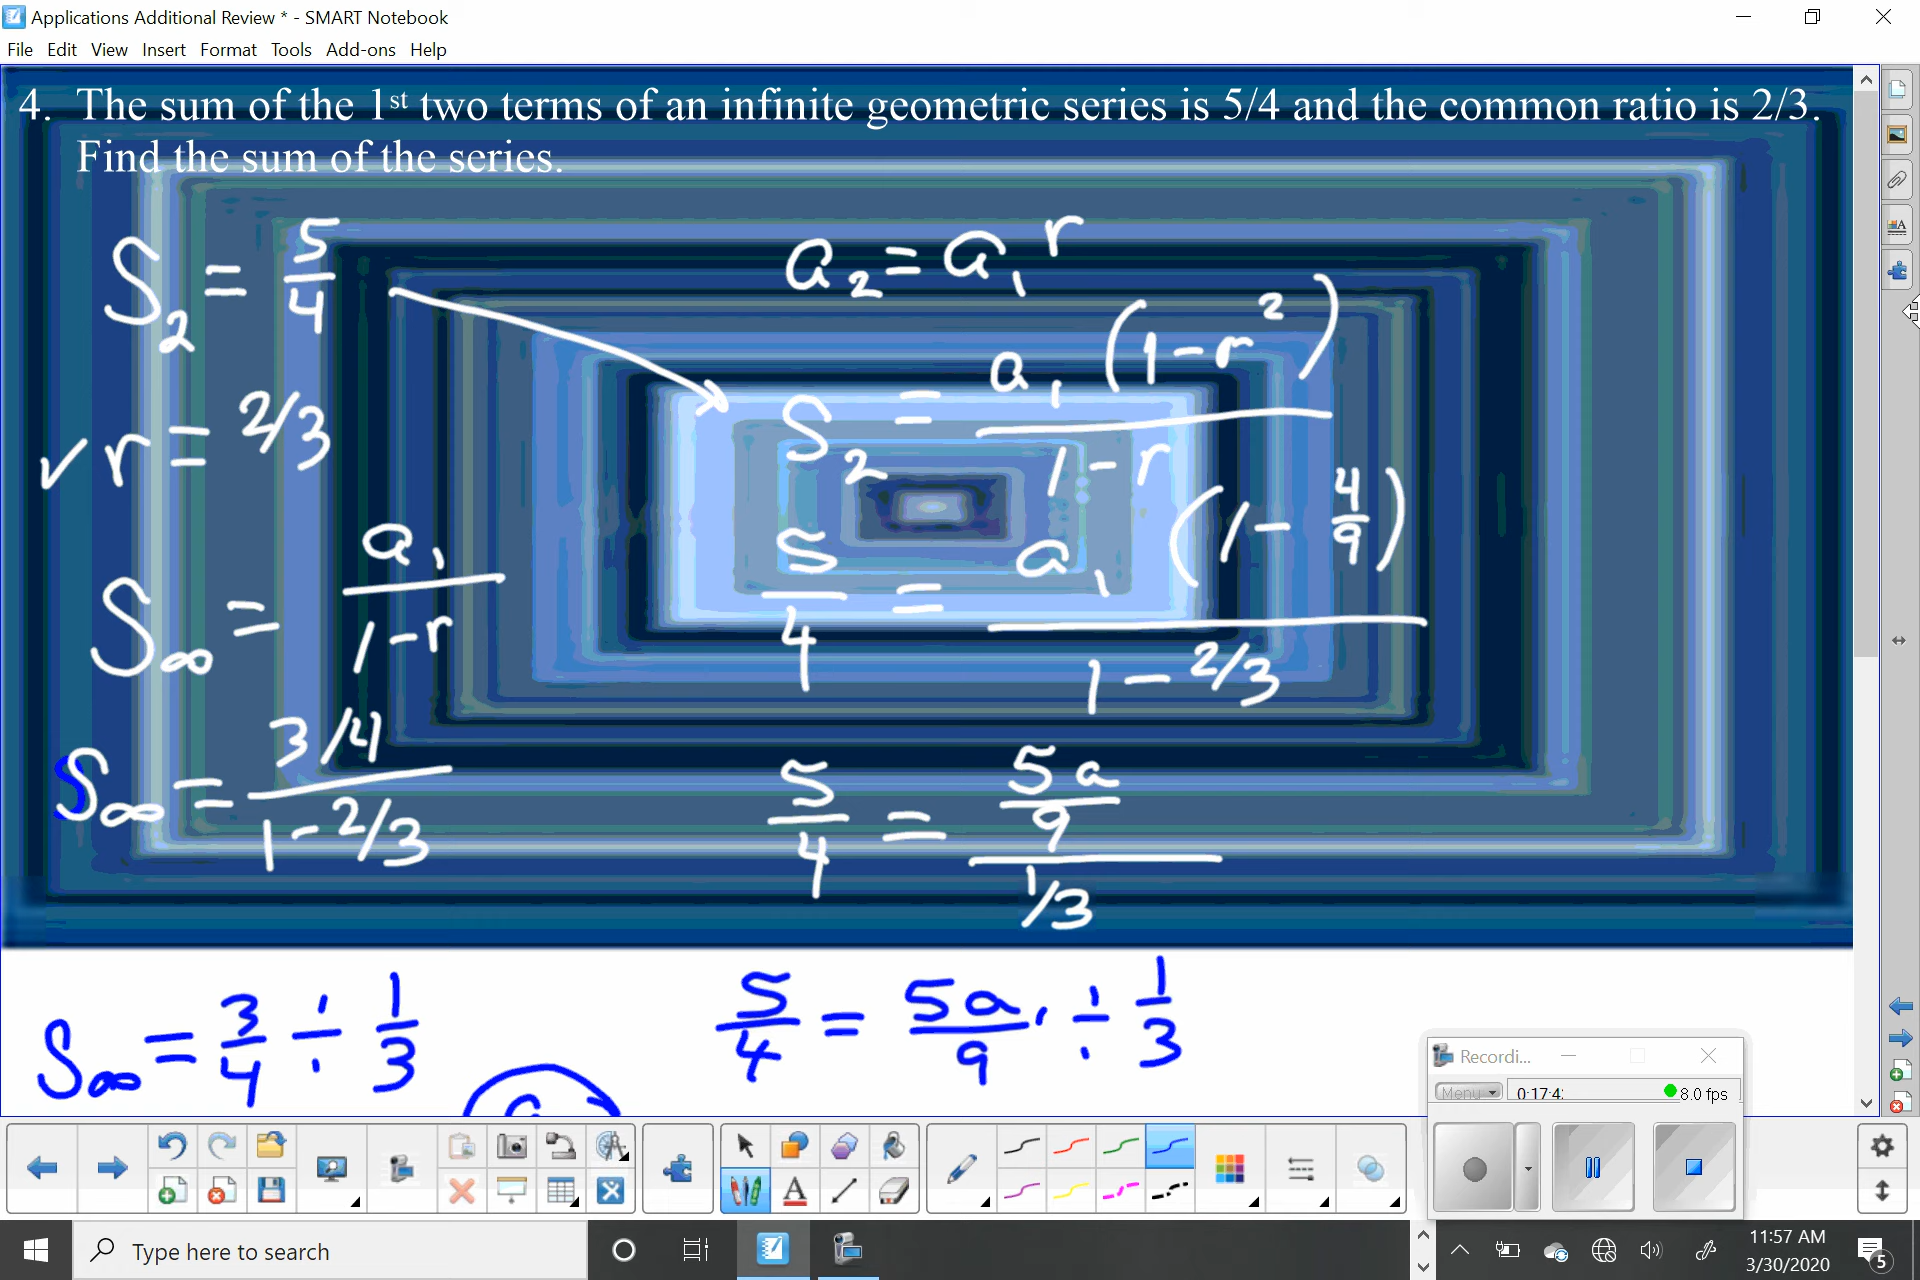 Applications Additional Review * - SMART Notebook
File Edit View Insert Format Tools Add-ons Help
4. The sum of the 1st two terms of an infinite geometric series is 5/4 and the common ratio is 2/3.
Find the sum of the series.
S₂ = 5/4
✓ r = 2/3
S∞ = a₁/(1-r)
S∞ = (3/4)/(1-2/3)
S∞ = 3/4 ÷ 1/3
a₂ = a₁r
S₂ = a₁(1-r²)/(1-r)
5/4 = a₁(1-4/9)/(1-2/3)
5/4 = (5a/9)/(1/3)
5/4 = 5a₁/9 ÷ 1/3
Recordi...
Menu 0:17:4 8.0 fps
Type here to search
11:57 AM
3/30/2020
5